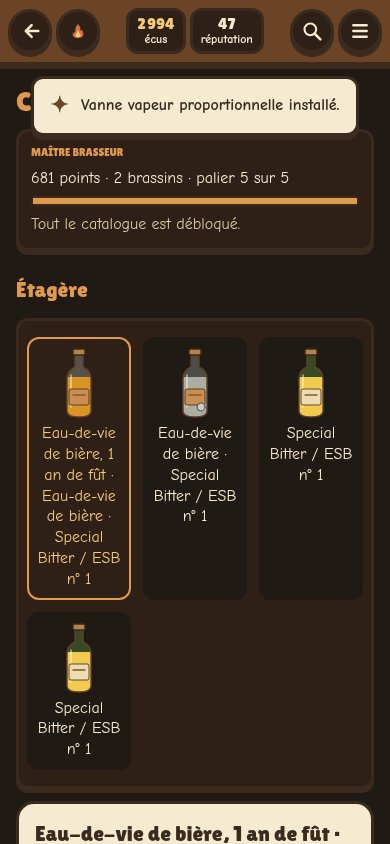 2 994
écus
47
réputation
C
Vanne vapeur proportionnelle installé.
MAÎTRE BRASSEUR
681 points · 2 brassins · palier 5 sur 5
Tout le catalogue est débloqué.
Étagère
Eau-de-vie
de bière, 1
an de fût ·
Eau-de-vie
de bière ·
Special
Bitter / ESB
n° 1
Eau-de-vie
de bière ·
Special
Bitter / ESB
n° 1
Special
Bitter / ESB
n° 1
Special
Bitter / ESB
n° 1
Eau-de-vie de bière, 1 an de fût ·